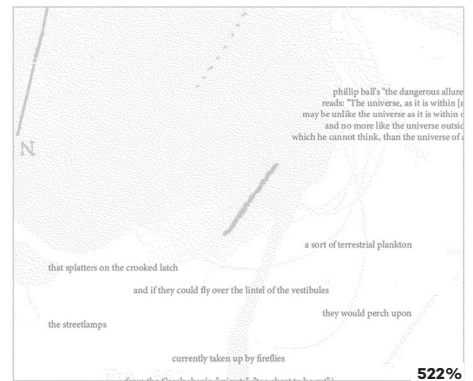 phillip ball's "the dangerous allure
reads: "The universe, as it is within
may be unlike the universe as it is within
and no more like the universe
which he cannot think, than the universe of
N
a sort of terrestrial plankton
that splatters on the crooked latch
and if they could fly over the lintel of the vestibules
they would perch upon
the streetlamps
currently taken up by fireflies
522%